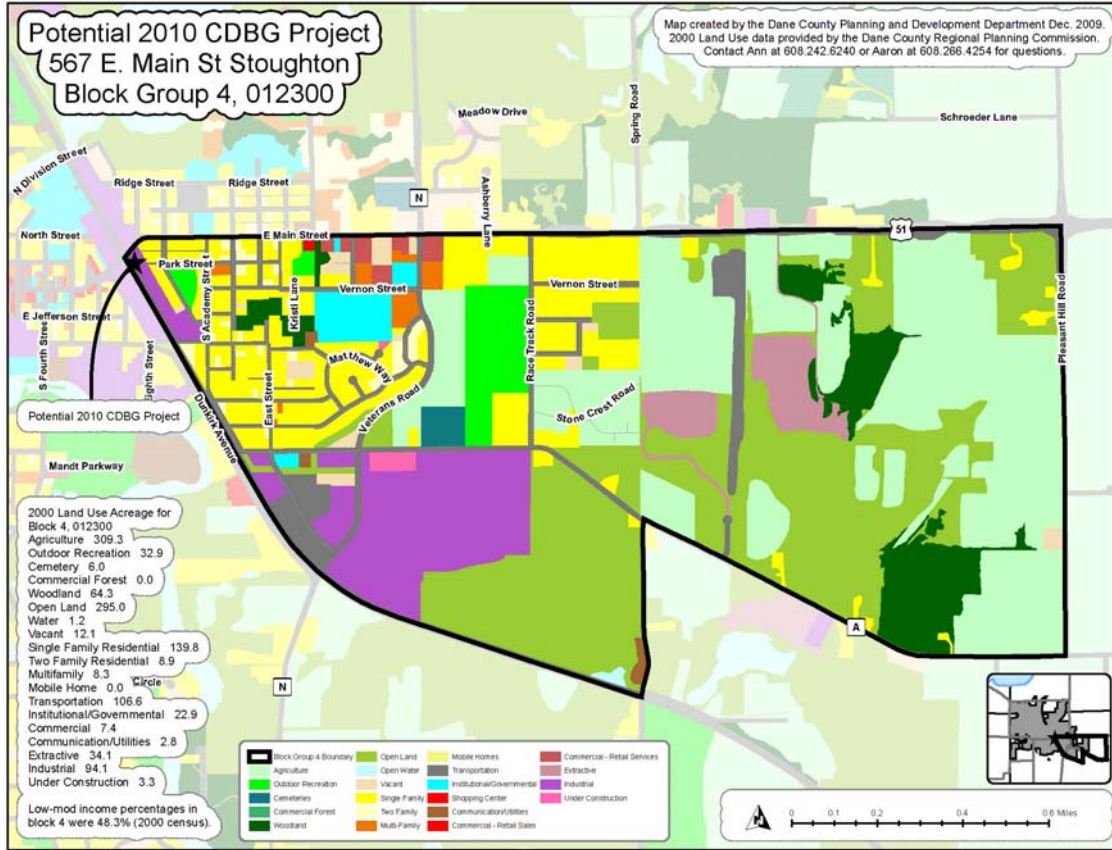 Potential 2010 CDBG Project
567 E. Main St Stoughton
Block Group 4, 012300
Map created by the Dane County Planning and Development Department Dec. 2009.
2000 Land Use data provided by the Dane County Regional Planning Commission.
Contact Ann at 608.242.6240 or Aaron at 608.266.4254 for questions.
Meadow Drive
Spring Road
Schroeder Lane
N Division Street
Ridge Street
Ridge Street
N
Ashberry Lane
North Street
E Main Street
51
Park Street
S Academy Street
Kristi Lane
Vernon Street
Vernon Street
E Jefferson Street
S Fourth Street
Eighth Street
Race Track Road
Pleasant Hill Road
Matthew Way
East Street
Veterans Road
Stone Crest Road
Dunkirk Avenue
Potential 2010 CDBG Project
Mandt Parkway
A
N
Circle
2000 Land Use Acreage for
Block 4, 012300
Agriculture 309.3
Outdoor Recreation 32.9
Cemetery 6.0
Commercial Forest 0.0
Woodland 64.3
Open Land 295.0
Water 1.2
Vacant 12.1
Single Family Residential 139.8
Two Family Residential 8.9
Multifamily 8.3
Mobile Home 0.0
Transportation 106.6
Institutional/Governmental 22.9
Commercial 7.4
Communication/Utilities 2.8
Extractive 34.1
Industrial 94.1
Under Construction 3.3
Low-mod income percentages in
block 4 were 48.3% (2000 census).
Block Group 4 Boundary
Agriculture
Outdoor Recreation
Cemeteries
Commercial Forest
Woodland
Open Land
Open Water
Vacant
Single Family
Two Family
Multi-Family
Mobile Homes
Transportation
Institutional/Governmental
Shopping Center
Communication/Utilities
Commercial - Retail Sales
Commercial - Retail Services
Extractive
Industrial
Under Construction
N
0 0.1 0.2 0.3 0.4 0.6 Miles